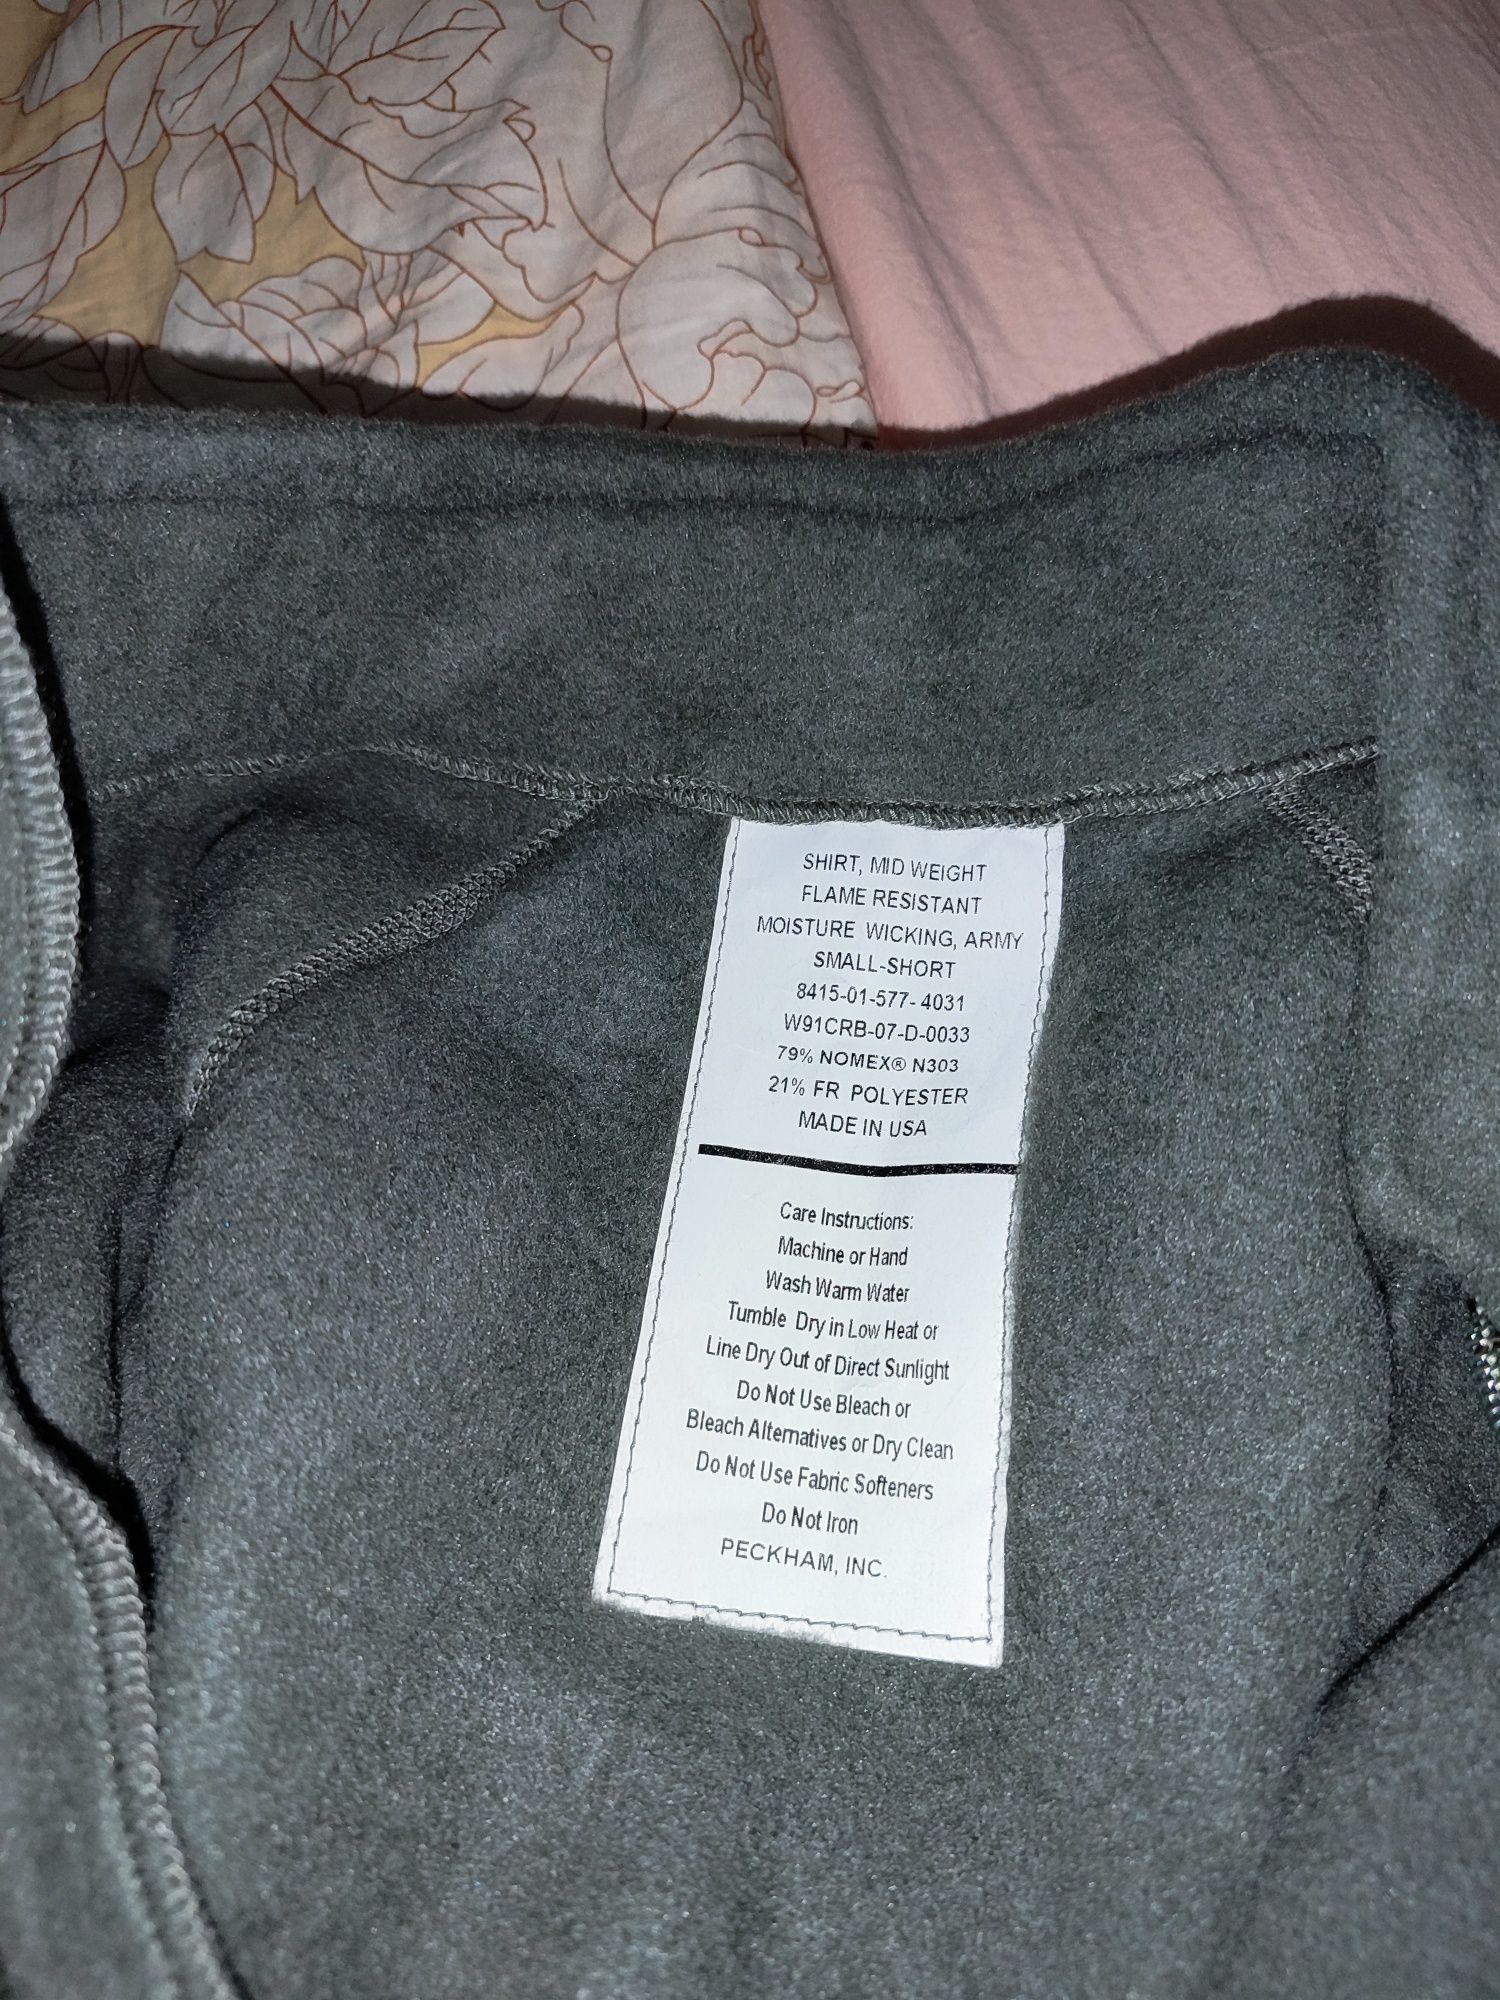 SHIRT, MID WEIGHT
FLAME RESISTANT
MOISTURE WICKING, ARMY
SMALL-SHORT
8415-01-577-4031
W91CRB-07-D-0033
79% NOMEX® N303
21% FR POLYESTER
MADE IN USA
Care Instructions:
Machine or Hand
Wash Warm Water
Tumble Dry in Low Heat or
Line Dry Out of Direct Sunlight
Do Not Use Bleach or
Bleach Alternatives or Dry Clean
Do Not Use Fabric Softeners
Do Not Iron
PECKHAM, INC.